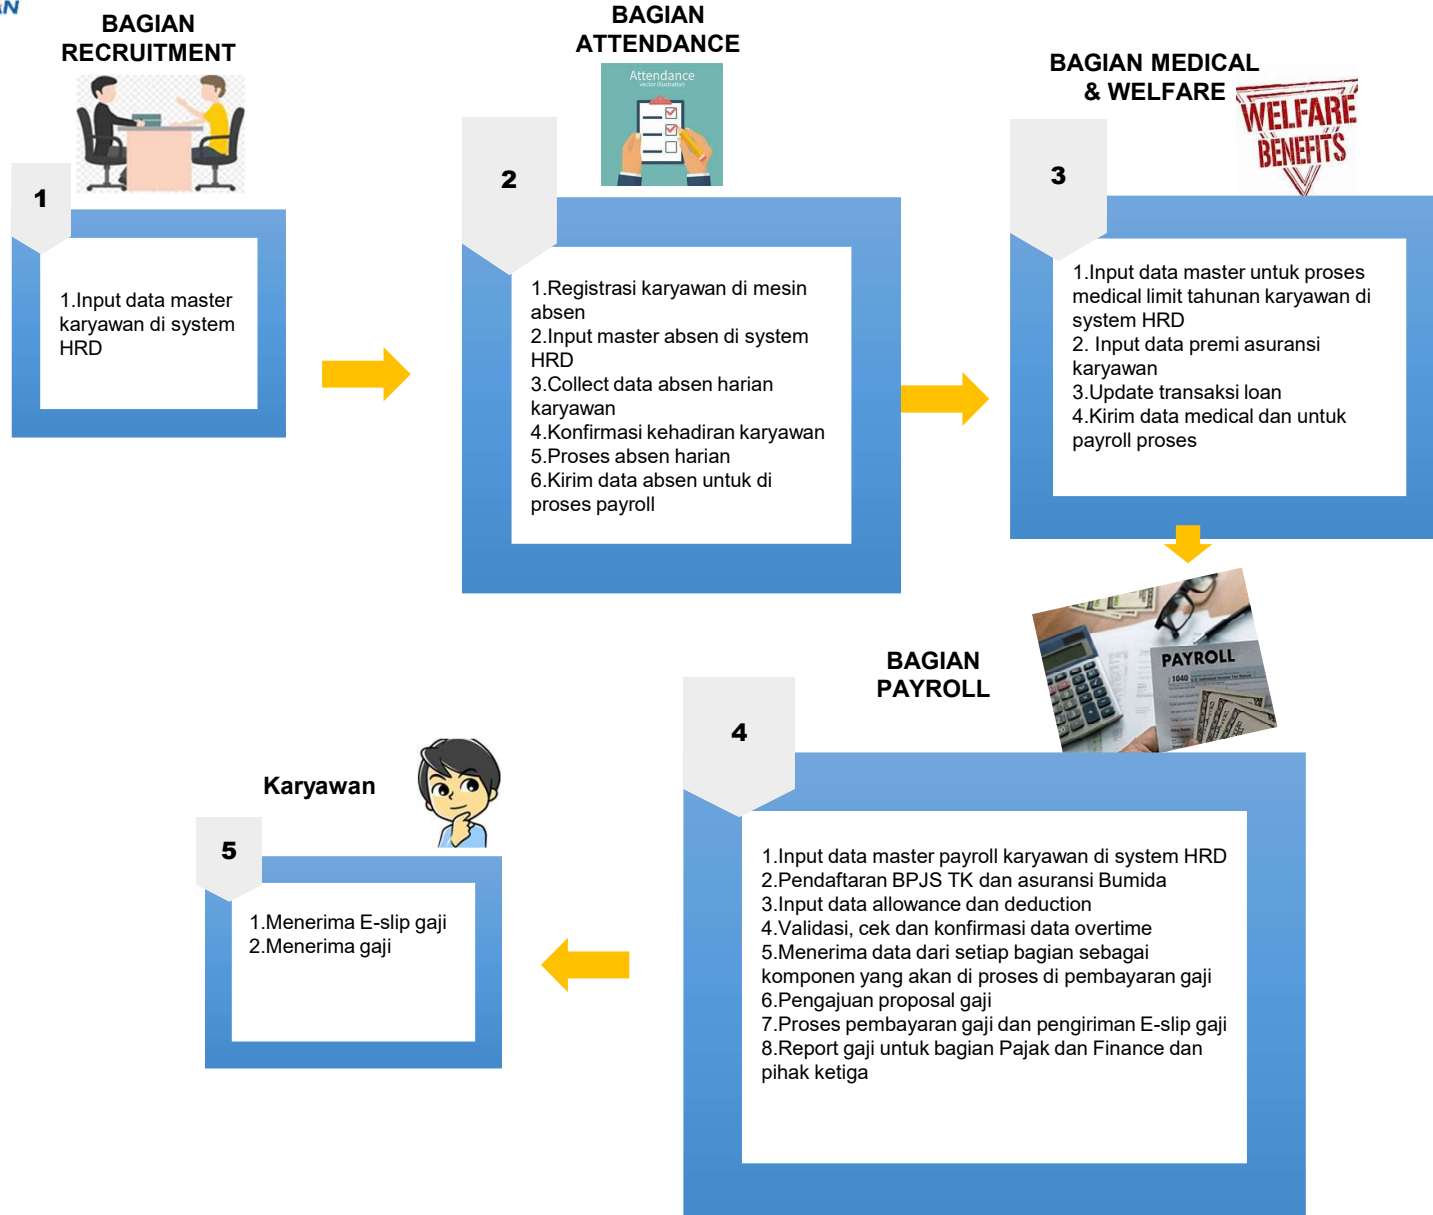 AN
BAGIAN
RECRUITMENT
1
1.Input data master
karyawan di system
HRD
BAGIAN
ATTENDANCE
Attendance
vector illustration
2
1.Registrasi karyawan di mesin
absen
2.Input master absen di system
HRD
3.Collect data absen harian
karyawan
4.Konfirmasi kehadiran karyawan
5.Proses absen harian
6.Kirim data absen untuk di
proses payroll
BAGIAN MEDICAL
& WELFARE
WELFARE
BENEFITS
3
1.Input data master untuk proses
medical limit tahunan karyawan di
system HRD
2. Input data premi asuransi
karyawan
3.Update transaksi loan
4.Kirim data medical dan untuk
payroll proses
BAGIAN
PAYROLL
PAYROLL
1040
4
1.Input data master payroll karyawan di system HRD
2.Pendaftaran BPJS TK dan asuransi Bumida
3.Input data allowance dan deduction
4.Validasi, cek dan konfirmasi data overtime
5.Menerima data dari setiap bagian sebagai
komponen yang akan di proses di pembayaran gaji
6.Pengajuan proposal gaji
7.Proses pembayaran gaji dan pengiriman E-slip gaji
8.Report gaji untuk bagian Pajak dan Finance dan
pihak ketiga
Karyawan
5
1.Menerima E-slip gaji
2.Menerima gaji